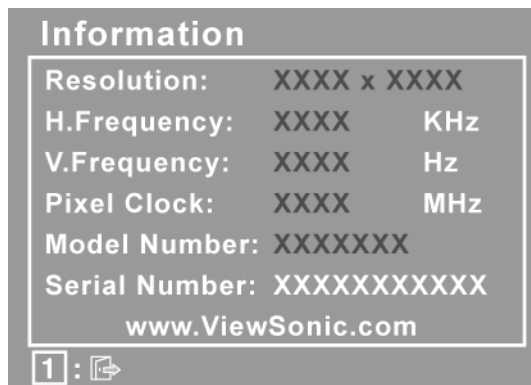 Information
Resolution: XXXX x XXXX
H.Frequency: XXXX KHz
V.Frequency: XXXX Hz
Pixel Clock: XXXX MHz
Model Number: XXXXXXX
Serial Number: XXXXXXXXXXX
www.ViewSonic.com
1 :